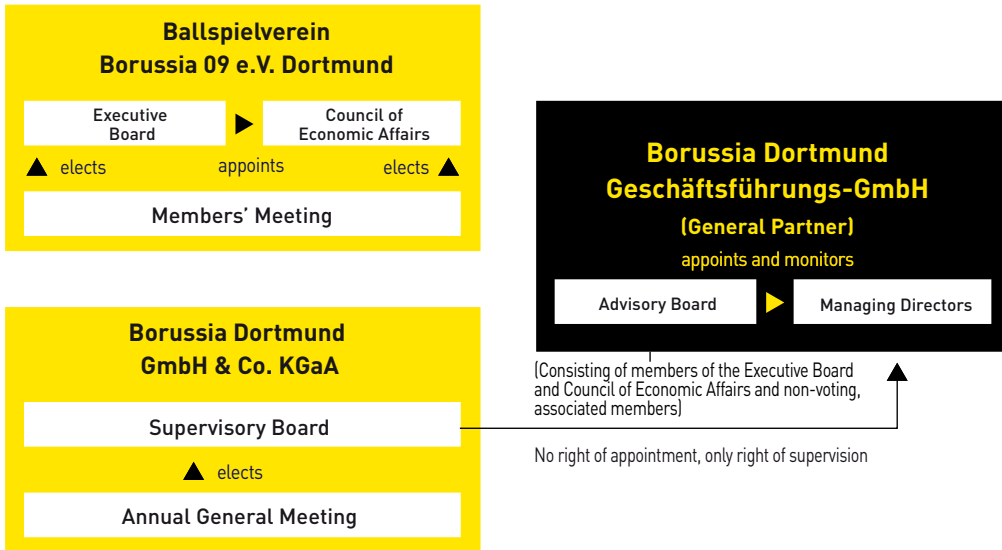 Ballspielverein
Borussia 09 e.V. Dortmund
Executive
Board
Council of
Economic Affairs
elects
appoints
elects
Members’ Meeting
Borussia Dortmund
GmbH & Co. KGaA
Supervisory Board
elects
Annual General Meeting
Borussia Dortmund
Geschäftsführungs-GmbH
(General Partner)
appoints and monitors
Advisory Board
Managing Directors
(Consisting of members of the Executive Board
and Council of Economic Affairs and non-voting,
associated members)
No right of appointment, only right of supervision